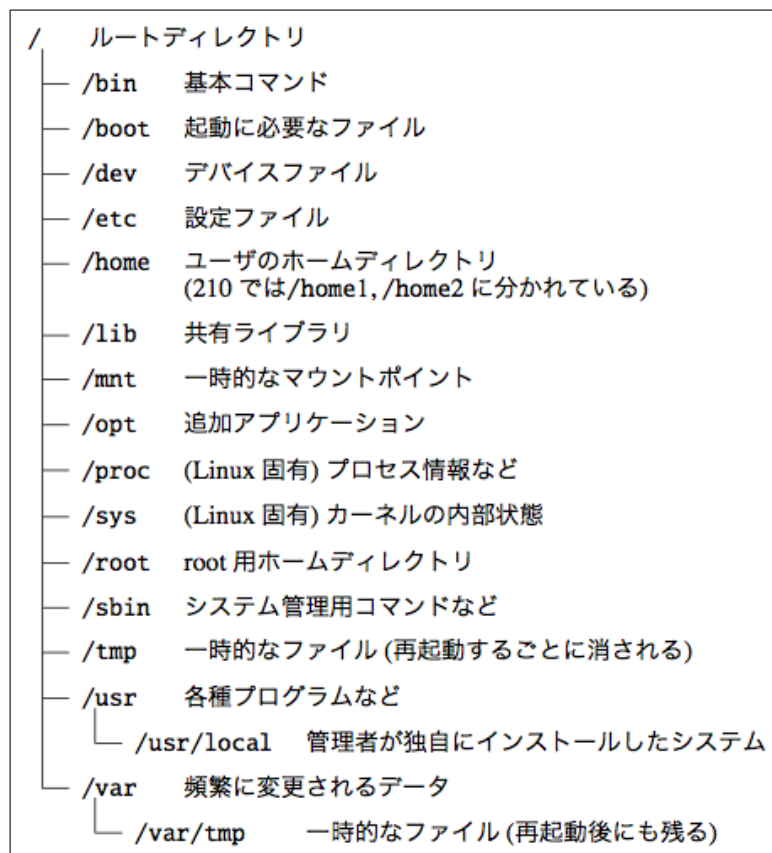 / ルートディレクトリ
/bin 基本コマンド
/boot 起動に必要なファイル
/dev デバイスファイル
/etc 設定ファイル
/home ユーザのホームディレクトリ
(210 では/home1,/home2 に分かれている)
/lib 共有ライブラリ
/mnt 一時的なマウントポイント
/opt 追加アプリケーション
/proc (Linux 固有) プロセス情報など
/sys (Linux 固有) カーネルの内部状態
/root root 用ホームディレクトリ
/sbin システム管理用コマンドなど
/tmp 一時的なファイル (再起動するごとに消される)
/usr 各種プログラムなど
/usr/local 管理者が独自にインストールしたシステム
/var 頻繁に変更されるデータ
/var/tmp 一時的なファイル (再起動後にも残る)